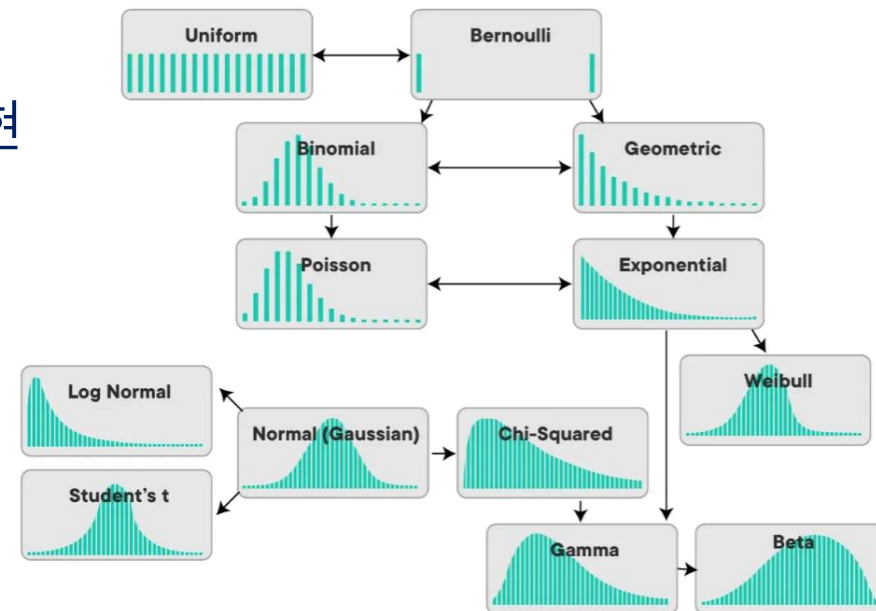 Uniform
Bernoulli
Binomial
Geometric
Poisson
Exponential
Log Normal
Weibull
Normal (Gaussian)
Chi-Squared
Student's t
Gamma
Beta